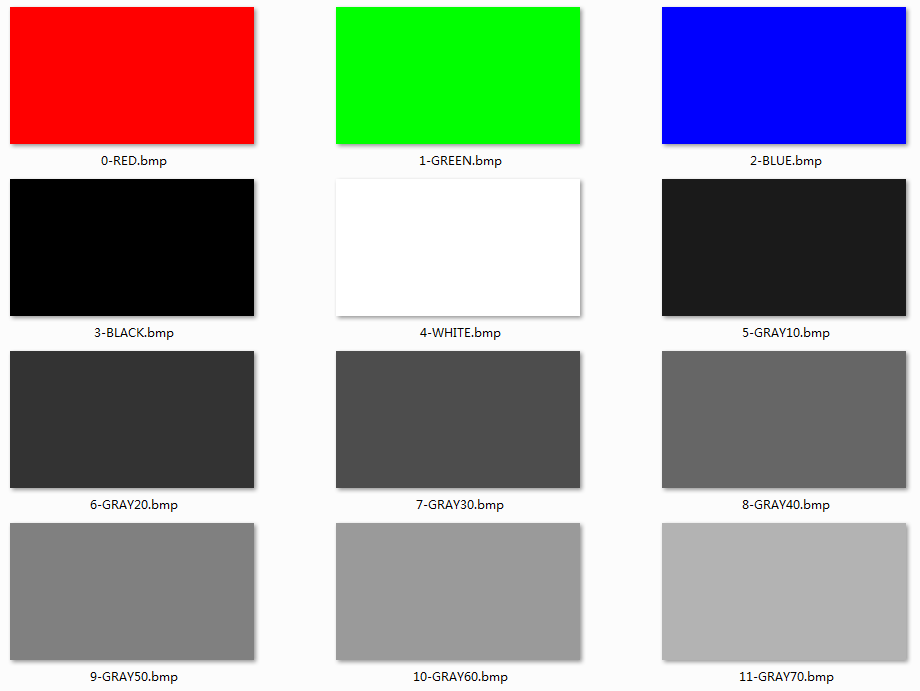 0-RED.bmp
1-GREEN.bmp
2-BLUE.bmp
3-BLACK.bmp
4-WHITE.bmp
5-GRAY10.bmp
6-GRAY20.bmp
7-GRAY30.bmp
8-GRAY40.bmp
9-GRAY50.bmp
10-GRAY60.bmp
11-GRAY70.bmp